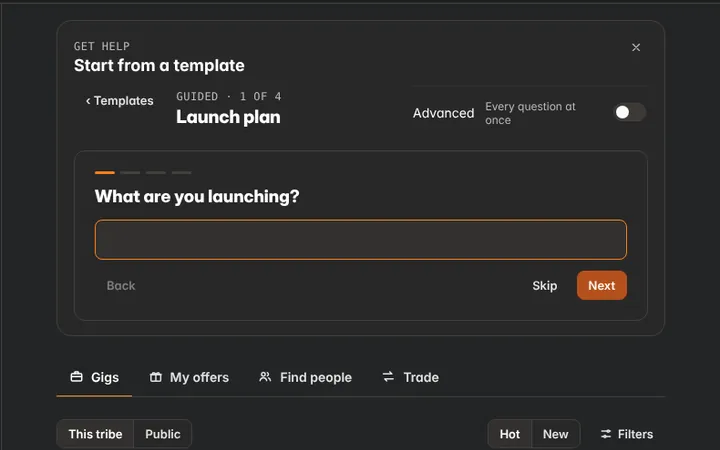 GET HELP
Start from a template
‹ Templates
GUIDED · 1 OF 4
Launch plan
Advanced
Every question at
once
What are you launching?
Back
Skip
Next
Gigs
My offers
Find people
Trade
This tribe
Public
Hot
New
Filters